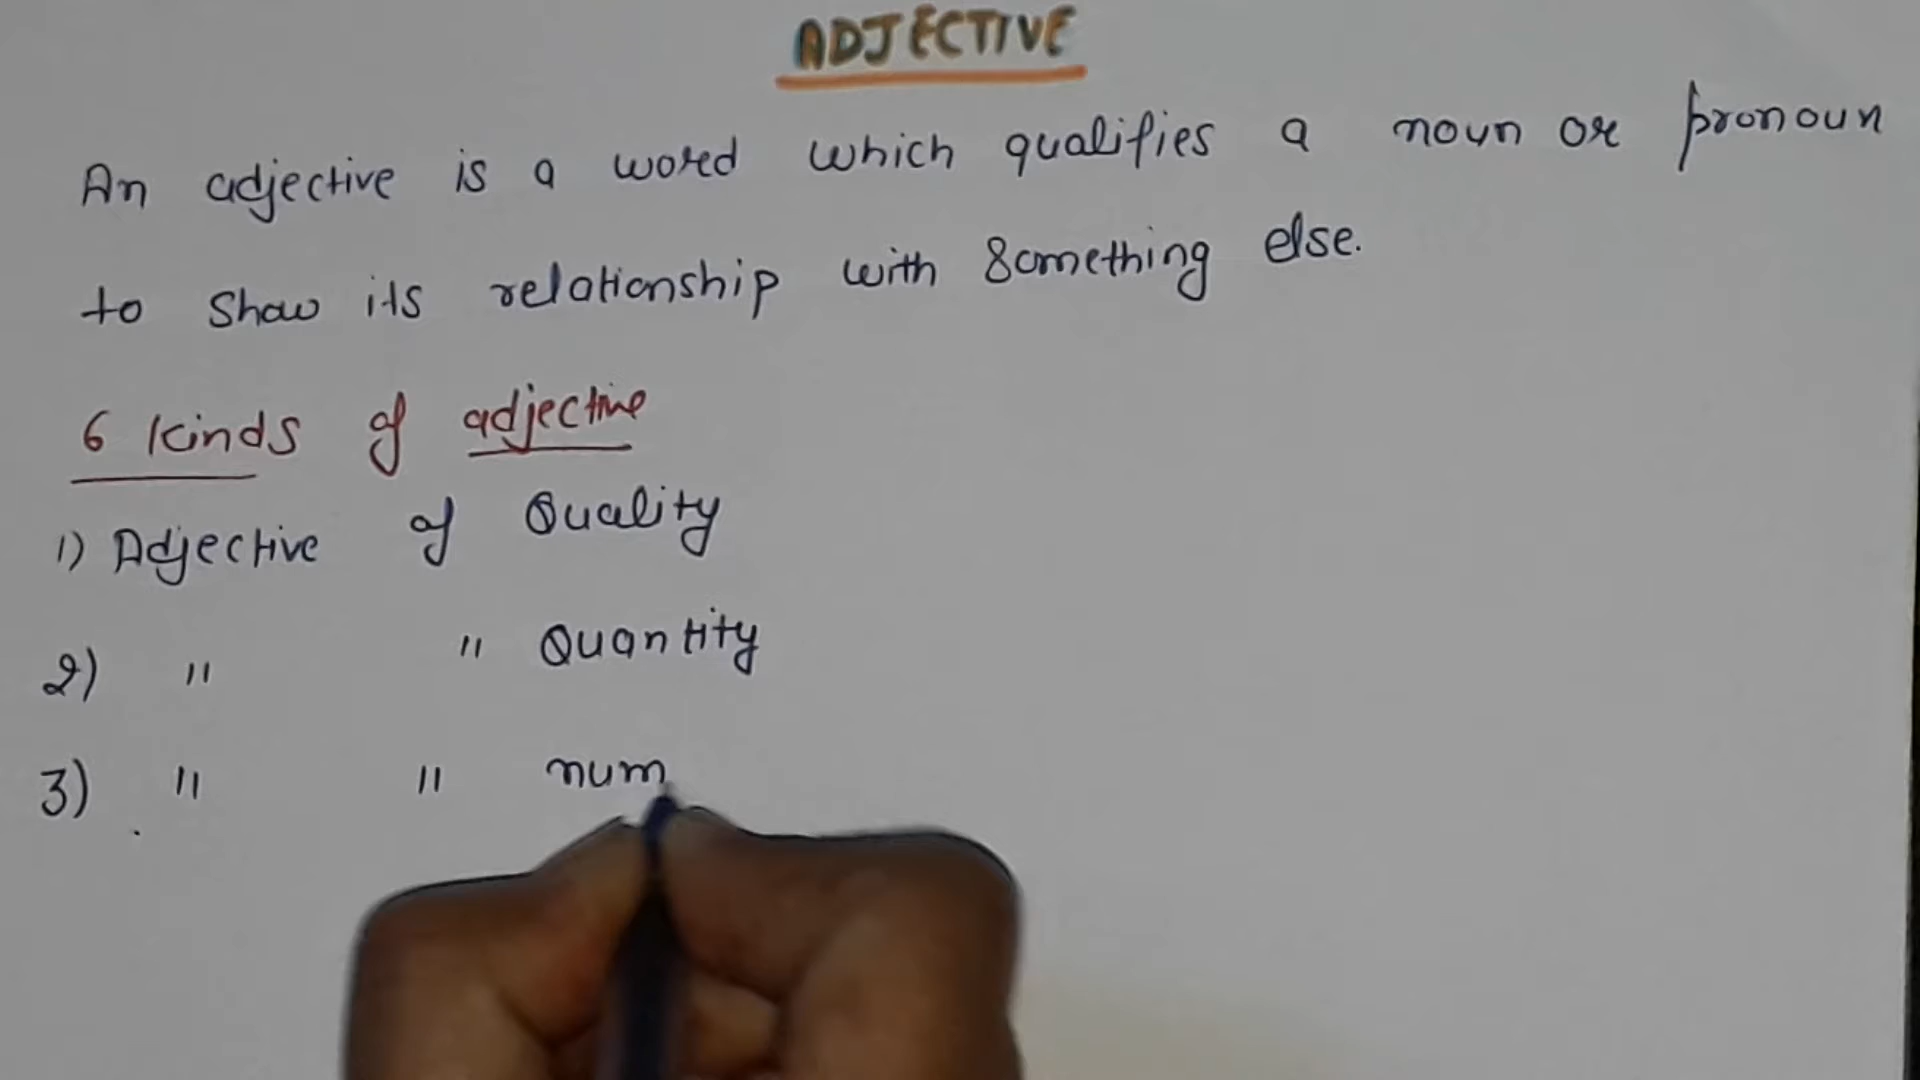 ADJECTIVE
An adjective is a word which qualifies a noun or pronoun
to show its relationship with something else.
6 kinds of adjective
1) Adjective of Quality
2) " " Quantity
3) " " num